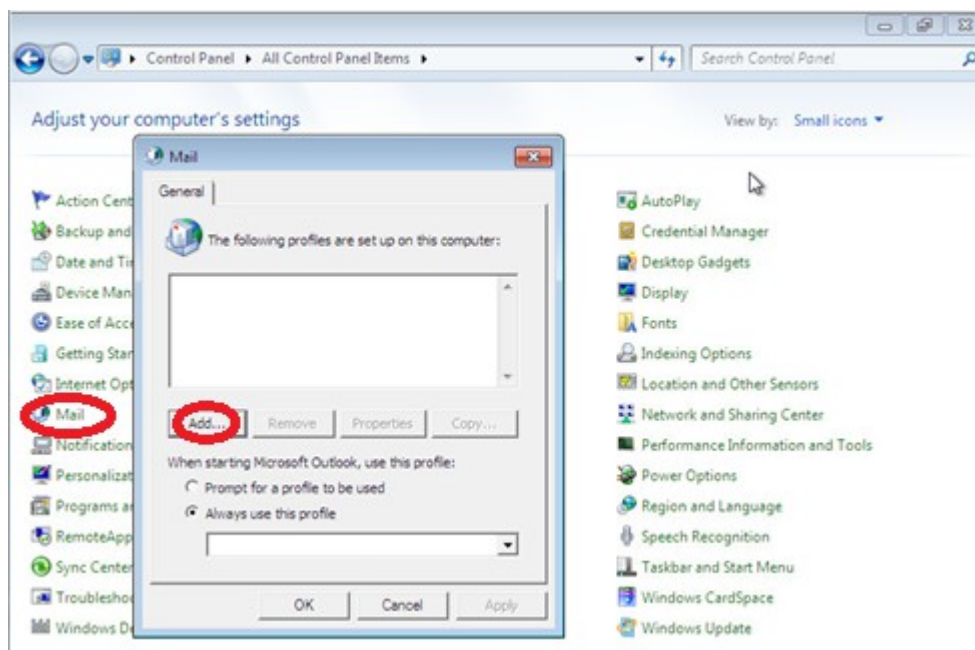 Control Panel All Control Panel Items Search Control Panel
Adjust your computer's settings
View by: Small icons
Mail
General
The following profiles are set up on this computer:
Add... Remove Properties Copy...
When starting Microsoft Outlook, use this profile:
Prompt for a profile to be used
Always use this profile
OK Cancel Apply
Action Cent
Backup and
Date and Ti
Device Man
Ease of Acce
Getting Star
Internet Opt
Mail
Notification
Personalizat
Programs a
RemoteApp
Sync Center
Troublesho
Windows De
AutoPlay
Credential Manager
Desktop Gadgets
Display
Fonts
Indexing Options
Location and Other Sensors
Network and Sharing Center
Performance Information and Tools
Power Options
Region and Language
Speech Recognition
Taskbar and Start Menu
Windows CardSpace
Windows Update